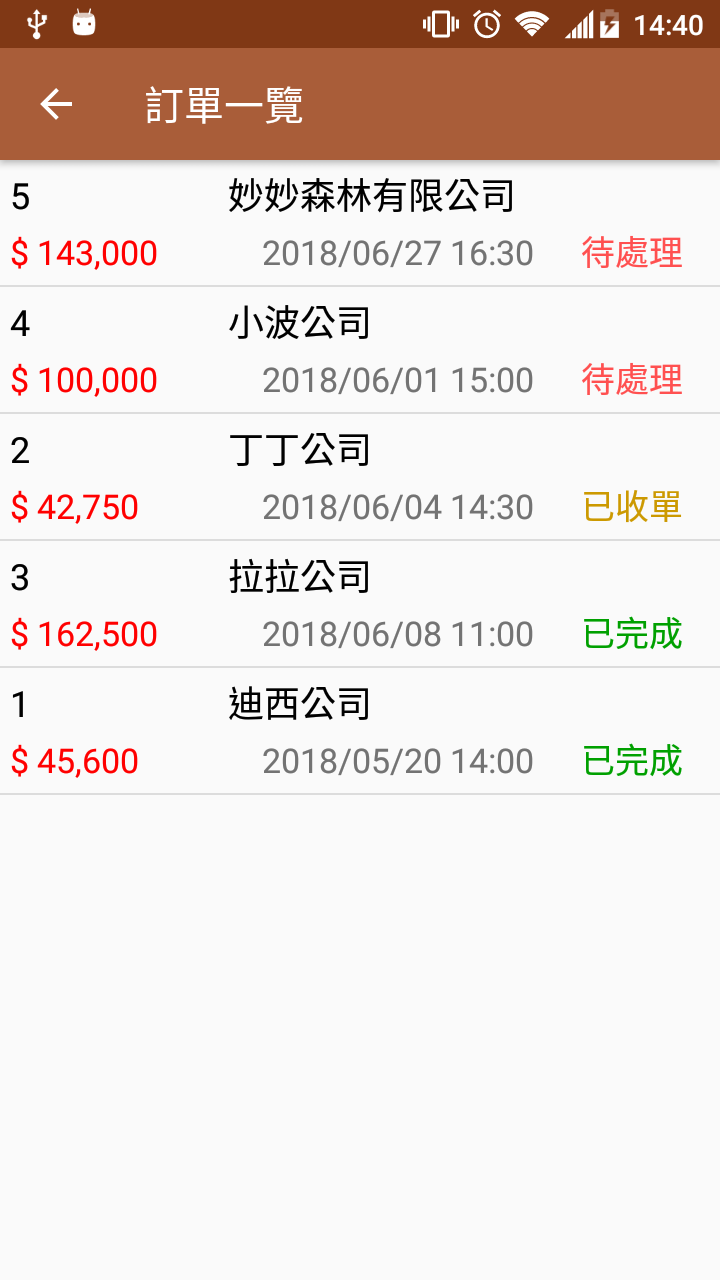 14:40
訂單一覽
5 妙妙森林有限公司
$ 143,000 2018/06/27 16:30 待處理
4 小波公司
$ 100,000 2018/06/01 15:00 待處理
2 丁丁公司
$ 42,750 2018/06/04 14:30 已收單
3 拉拉公司
$ 162,500 2018/06/08 11:00 已完成
1 迪西公司
$ 45,600 2018/05/20 14:00 已完成